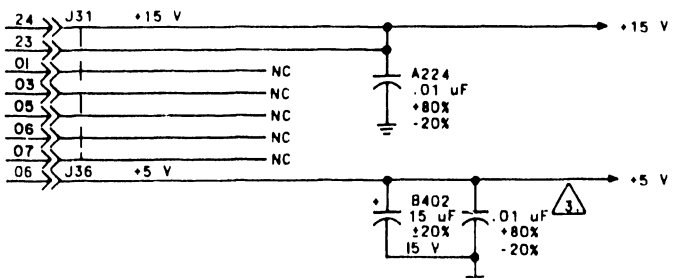 24 J31 +15 V +15 V
23
01 NC
03 NC
05 NC
06 NC
07 NC
A224
.01 uF
+80%
-20%
06 J36 +5 V +5 V
3.
+ B402
15 uF .01 uF
±20% +80%
15 V -20%